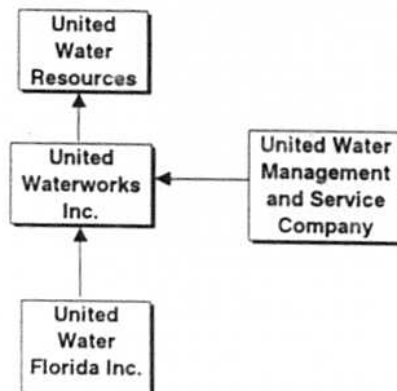 United
Water
Resources
United
Waterworks
Inc.
United Water
Management
and Service
Company
United
Water
Florida Inc.